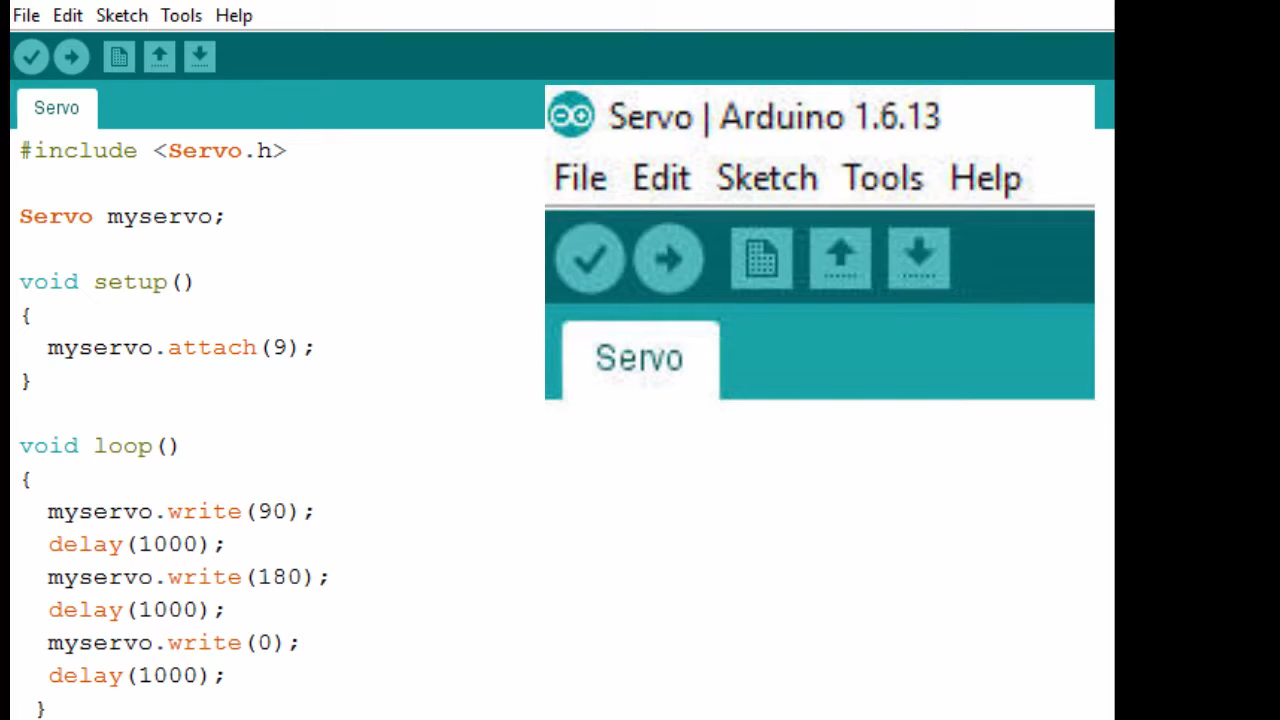 File Edit Sketch Tools Help
Servo
#include <Servo.h>
Servo myservo;
void setup()
{
myservo.attach(9);
}
void loop()
{
myservo.write(90);
delay(1000);
myservo.write(180);
delay(1000);
myservo.write(0);
delay(1000);
}
Servo | Arduino 1.6.13
File Edit Sketch Tools Help
Servo